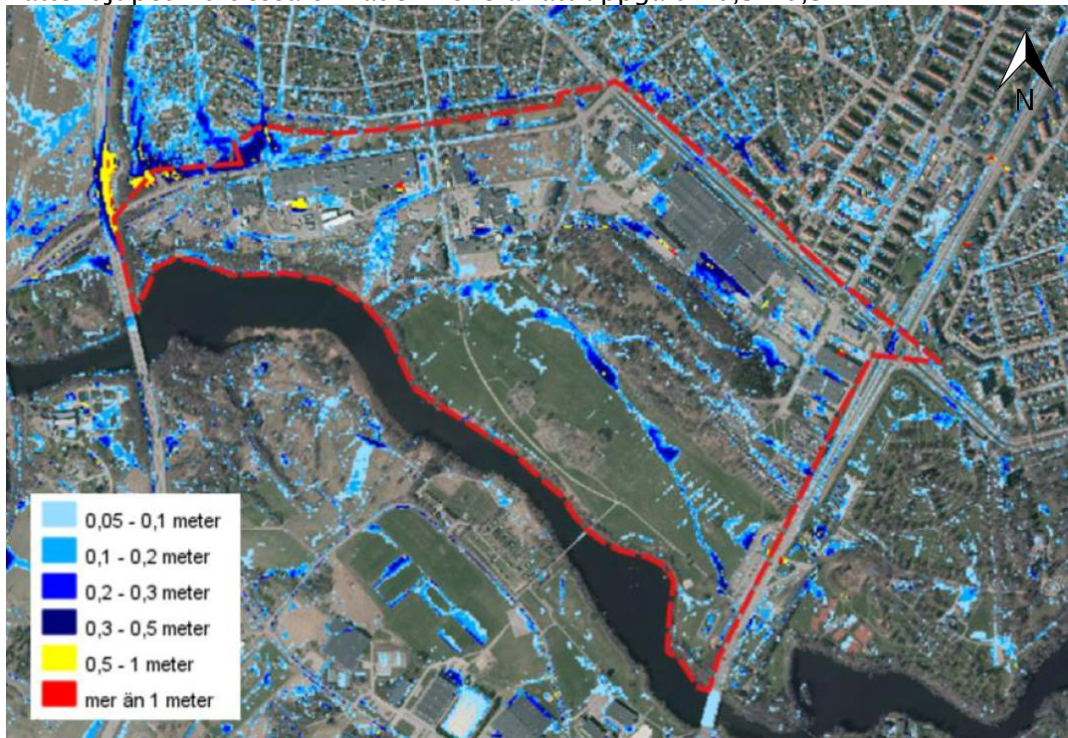 N
0,05 - 0,1 meter
0,1 - 0,2 meter
0,2 - 0,3 meter
0,3 - 0,5 meter
0,5 - 1 meter
mer än 1 meter